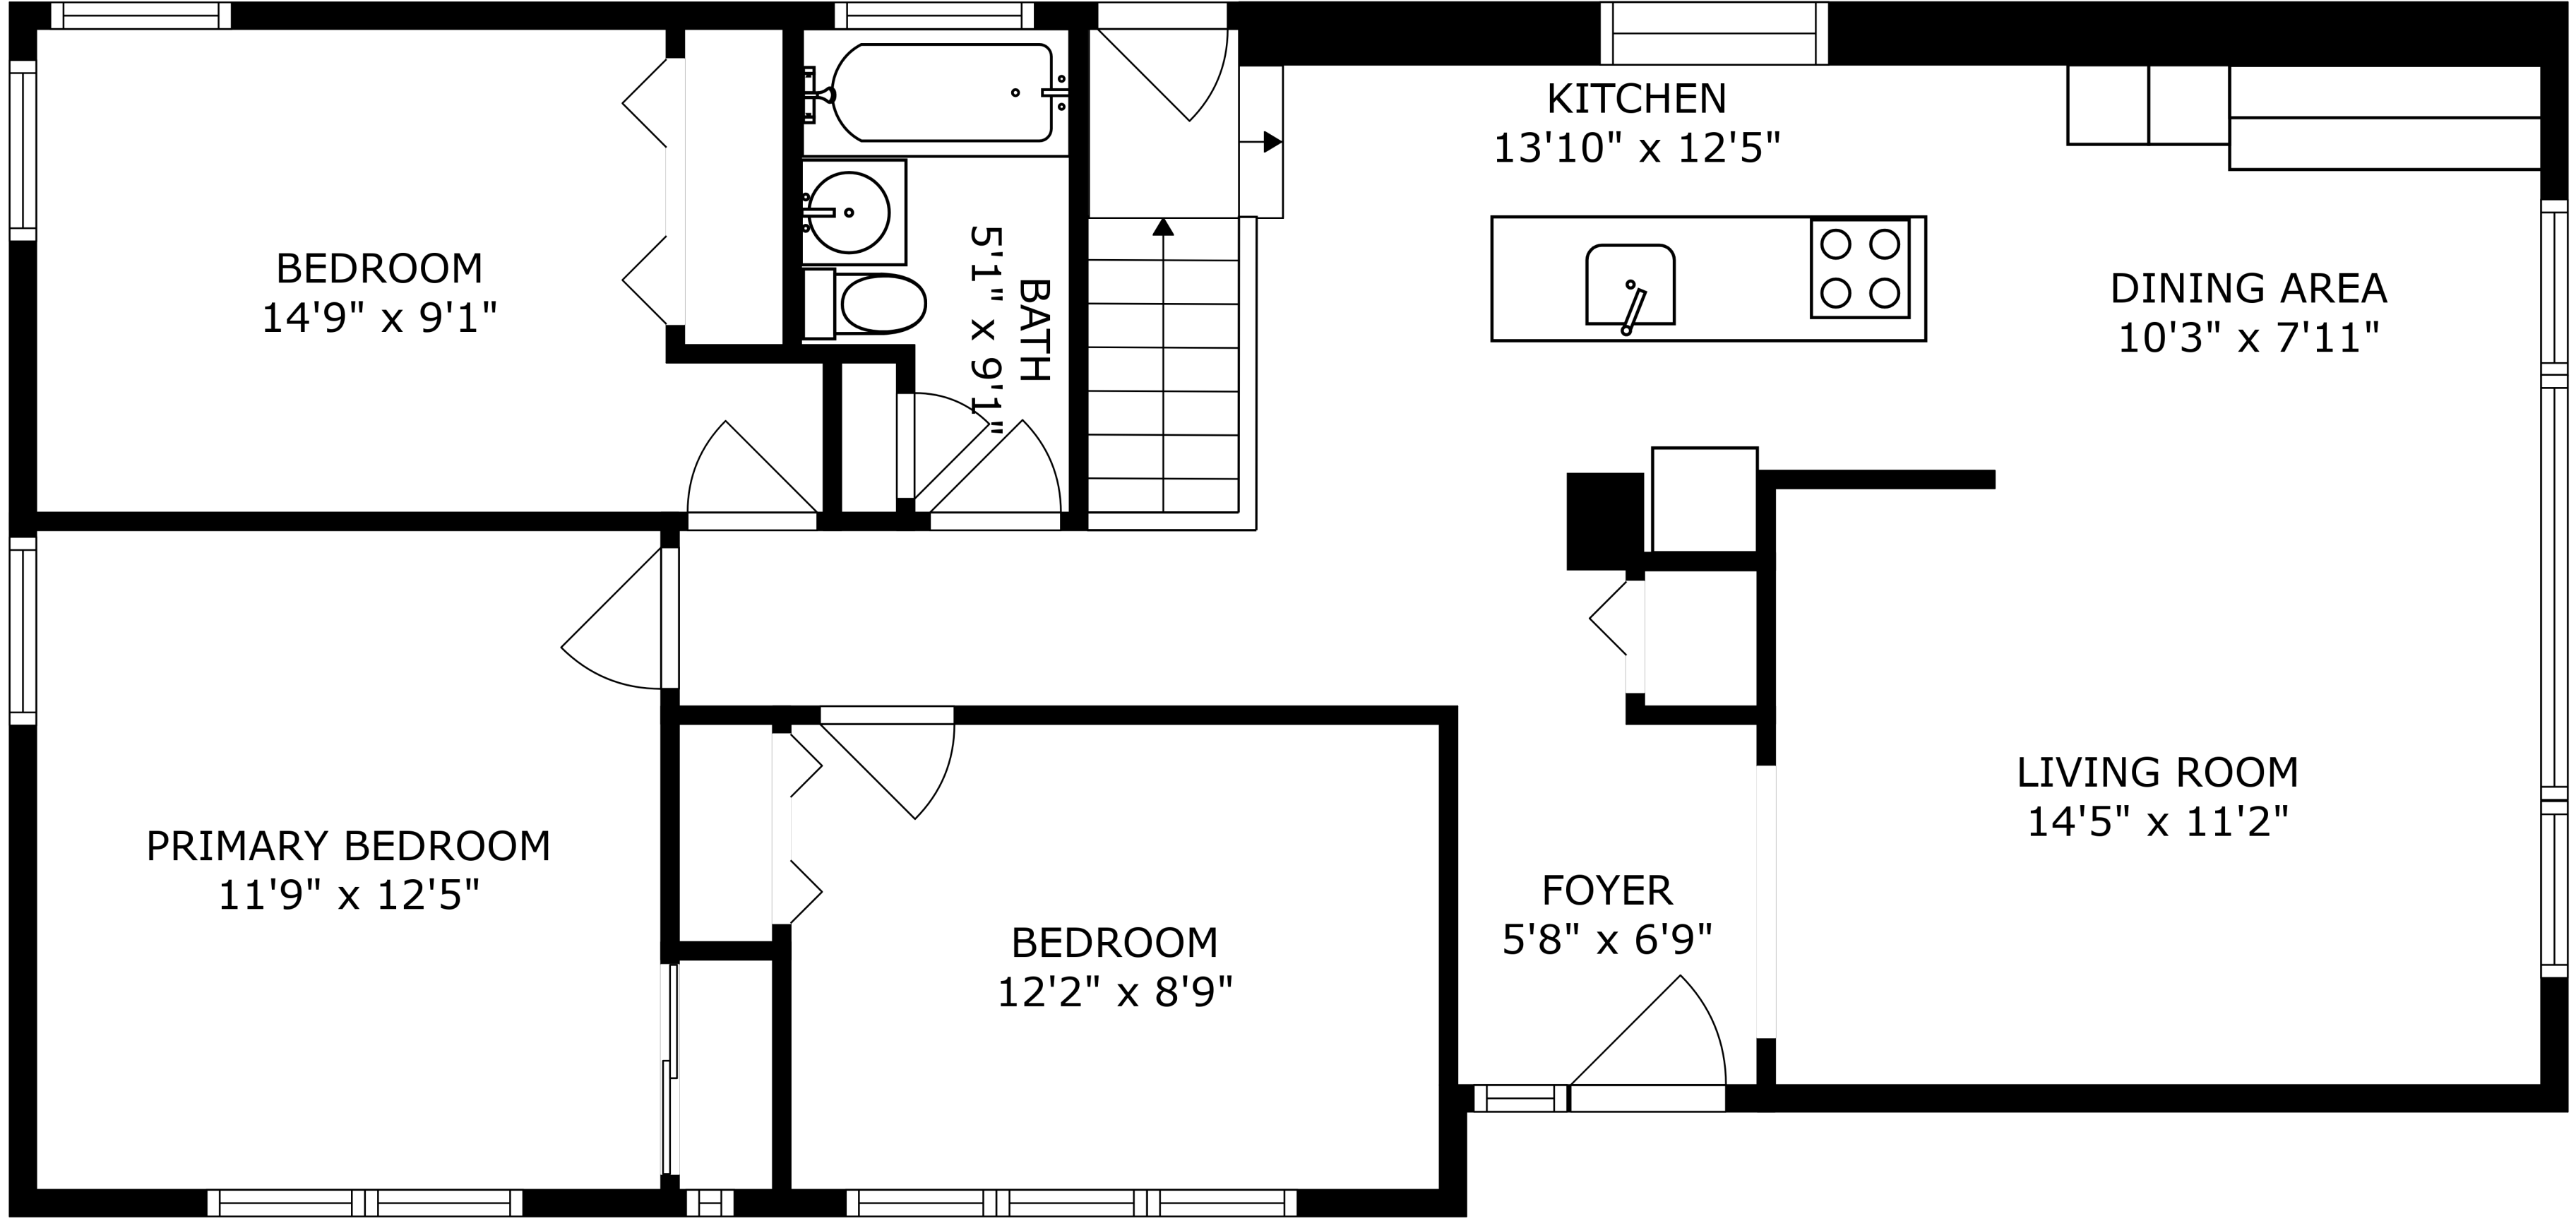 KITCHEN
13'10" x 12'5"
BEDROOM
14'9" x 9'1"
BATH
5'1" x 9'1"
DINING AREA
10'3" x 7'11"
LIVING ROOM
14'5" x 11'2"
PRIMARY BEDROOM
11'9" x 12'5"
FOYER
5'8" x 6'9"
BEDROOM
12'2" x 8'9"